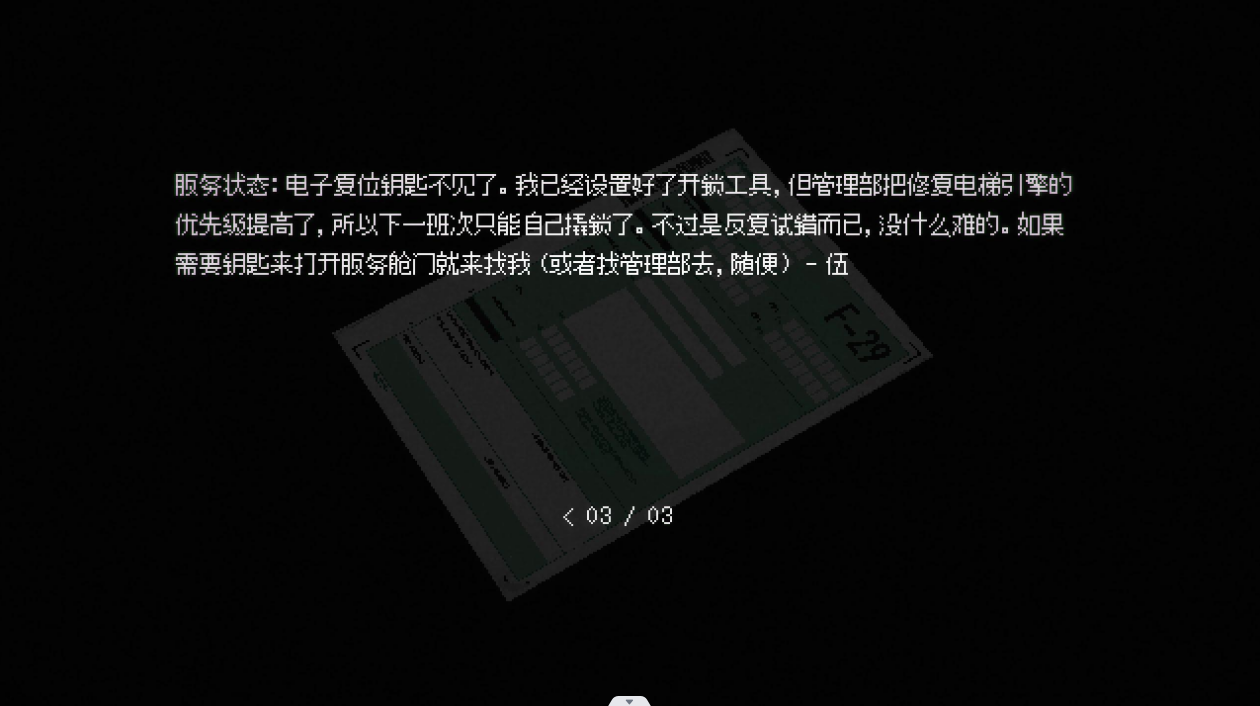 服务状态：电子复位钥匙不见了。我已经设置好了开锁工具，但管理部把修复电梯引擎的
优先级提高了，所以下一班次只能自己撬锁了。不过是反复试错而已，没什么难的。如果
需要钥匙来打开服务舱门就来找我（或者找管理部去，随便）- 伍
F-29
< 03 / 03